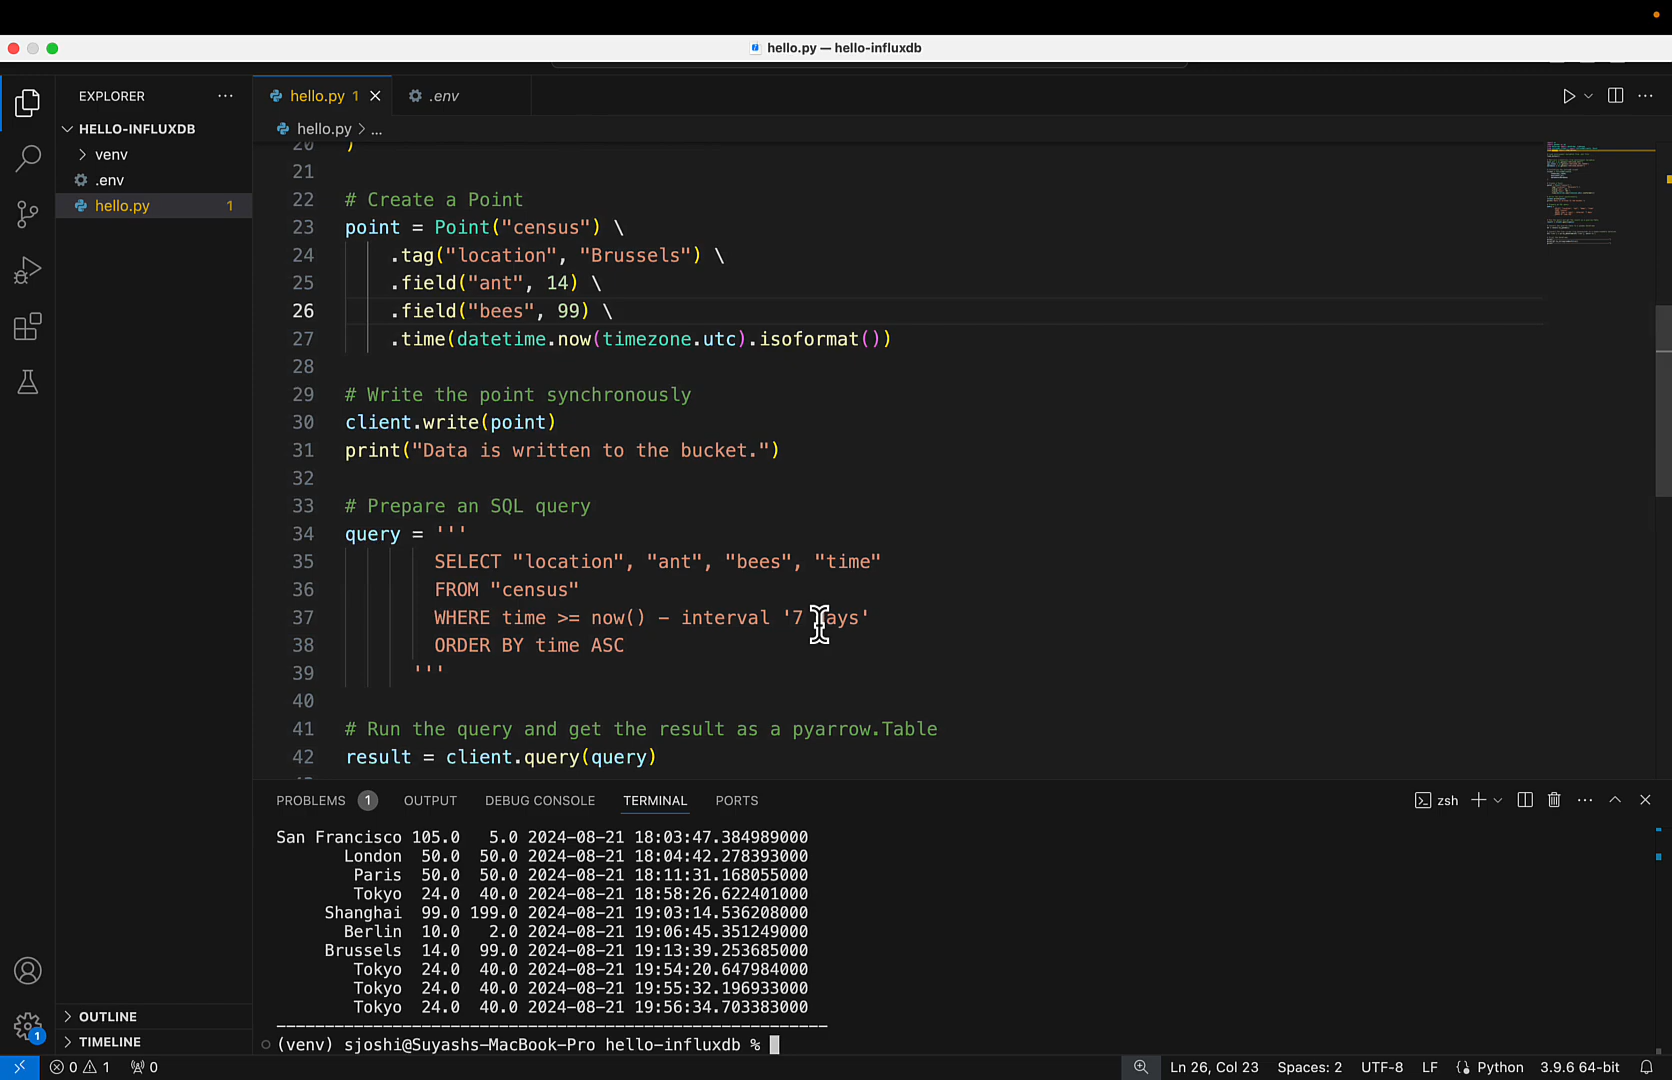 hello.py — hello-influxdb
EXPLORER
hello.py 1
.env
HELLO-INFLUXDB
hello.py > ...
venv
.env
hello.py 1
20 )
21
22 # Create a Point
23 point = Point("census") \
24 .tag("location", "Brussels") \
25 .field("ant", 14) \
26 .field("bees", 99) \
27 .time(datetime.now(timezone.utc).isoformat())
28
29 # Write the point synchronously
30 client.write(point)
31 print("Data is written to the bucket.")
32
33 # Prepare an SQL query
34 query = '''
35 SELECT "location", "ant", "bees", "time"
36 FROM "census"
37 WHERE time >= now() - interval '7 days'
38 ORDER BY time ASC
39 '''
40
41 # Run the query and get the result as a pyarrow.Table
42 result = client.query(query)
PROBLEMS 1 OUTPUT DEBUG CONSOLE TERMINAL PORTS zsh
San Francisco 105.0 5.0 2024-08-21 18:03:47.384989000
London 50.0 50.0 2024-08-21 18:04:42.278393000
Paris 50.0 50.0 2024-08-21 18:11:31.168055000
Tokyo 24.0 40.0 2024-08-21 18:58:26.622401000
Shanghai 99.0 199.0 2024-08-21 19:03:14.536208000
Berlin 10.0 2.0 2024-08-21 19:06:45.351249000
Brussels 14.0 99.0 2024-08-21 19:13:39.253685000
Tokyo 24.0 40.0 2024-08-21 19:54:20.647984000
Tokyo 24.0 40.0 2024-08-21 19:55:32.196933000
Tokyo 24.0 40.0 2024-08-21 19:56:34.703383000
------------------------------------------------------------
(venv) sjoshi@Suyashs-MacBook-Pro hello-influxdb %
OUTLINE
TIMELINE
1
0 1 0 Ln 26, Col 23 Spaces: 2 UTF-8 LF Python 3.9.6 64-bit